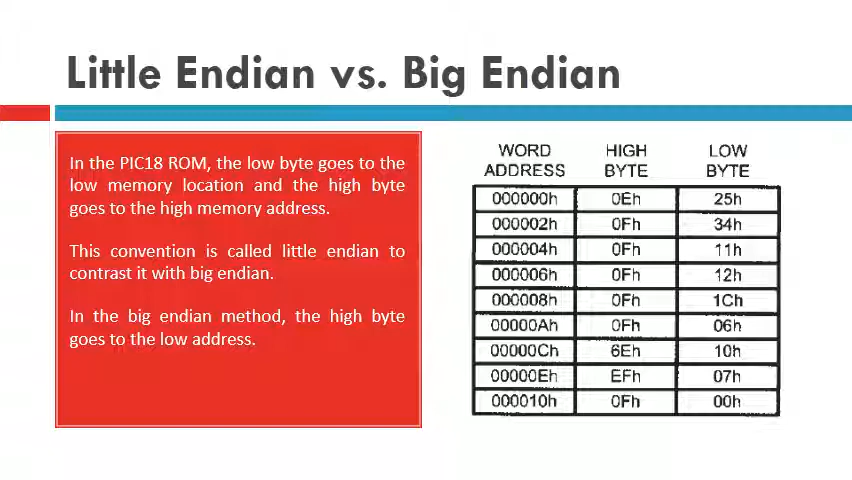 Little Endian vs. Big Endian
In the PIC18 ROM, the low byte goes to the
low memory location and the high byte
goes to the high memory address.
This convention is called little endian to
contrast it with big endian.
In the big endian method, the high byte
goes to the low address.
WORD ADDRESS HIGH BYTE LOW BYTE
000000h 0Eh 25h
000002h 0Fh 34h
000004h 0Fh 11h
000006h 0Fh 12h
000008h 0Fh 1Ch
00000Ah 0Fh 06h
00000Ch 6Eh 10h
00000Eh EFh 07h
000010h 0Fh 00h